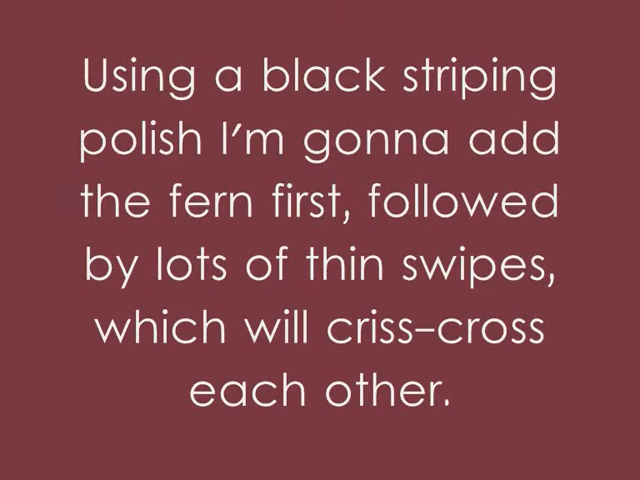 Using a black striping
polish I'm gonna add
the fern first, followed
by lots of thin swipes,
which will criss-cross
each other.